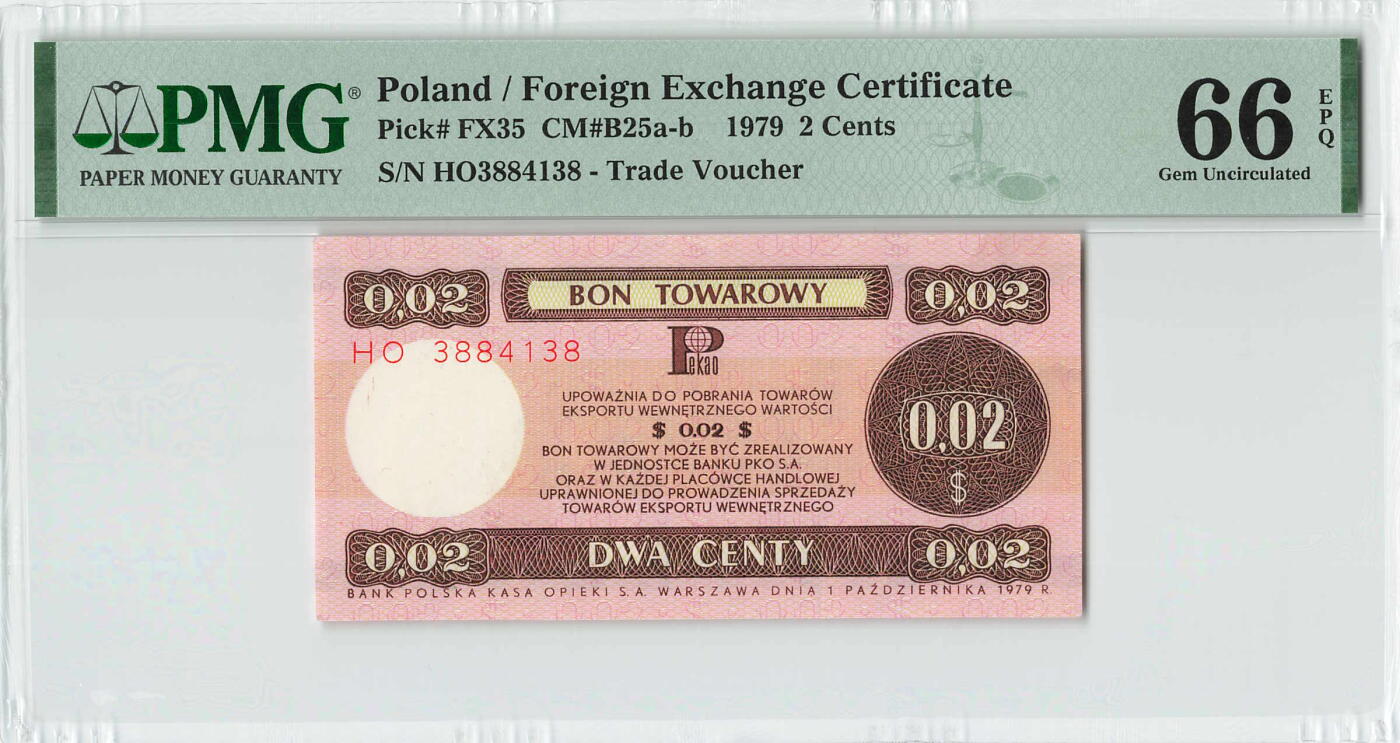 PMG®
PAPER MONEY GUARANTY
Poland / Foreign Exchange Certificate
Pick# FX35 CM#B25a-b 1979 2 Cents
S/N HO3884138 - Trade Voucher
66
EPQ
Gem Uncirculated
0,02 BON TOWAROWY 0,02
HO 3884138
Pekao
UPOWAŻNIA DO POBRANIA TOWARÓW
EKSPORTU WEWNĘTRZNEGO WARTOŚCI
$ 0.02 $
BON TOWAROWY MOŻE BYĆ ZREALIZOWANY
W JEDNOSTCE BANKU PKO S.A.
ORAZ W KAŻDEJ PLACÓWCE HANDLOWEJ
UPRAWNIONEJ DO PROWADZENIA SPRZEDAŻY
TOWARÓW EKSPORTU WEWNĘTRZNEGO
0,02
$
0,02 DWA CENTY 0,02
BANK POLSKA KASA OPIEKI S.A. WARSZAWA DNIA 1 PAŹDZIERNIKA 1979 R.